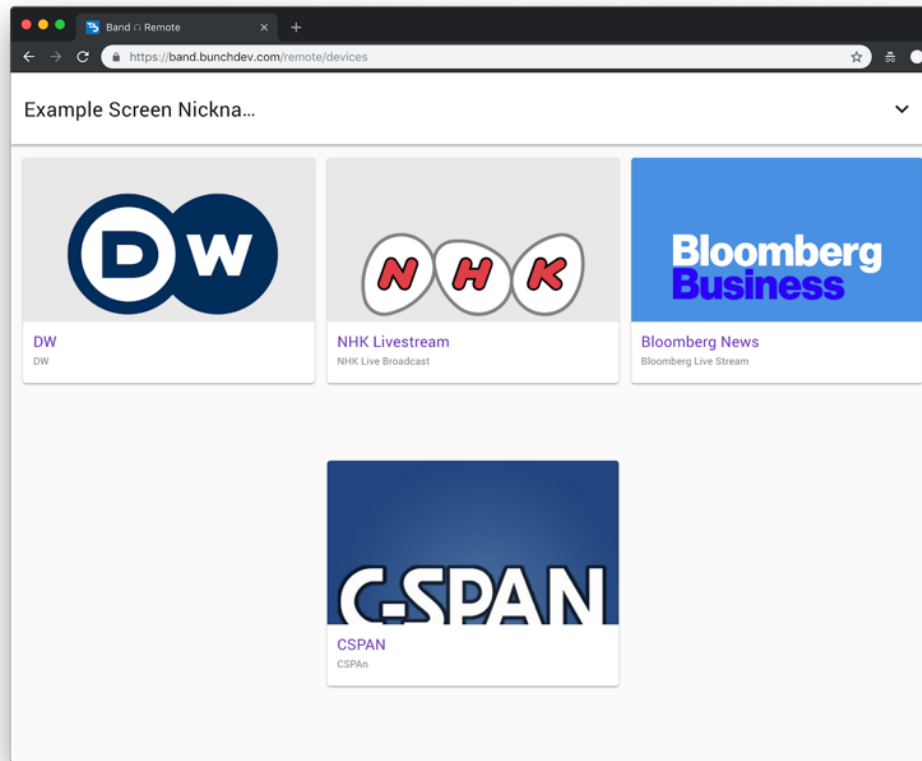 Band ∩ Remote
https://band.bunchdev.com/remote/devices
Example Screen Nickna...
DW
NHK
Bloomberg
Business
DW
DW
NHK Livestream
NHK Live Broadcast
Bloomberg News
Bloomberg Live Stream
C-SPAN
CSPAN
CSPAn